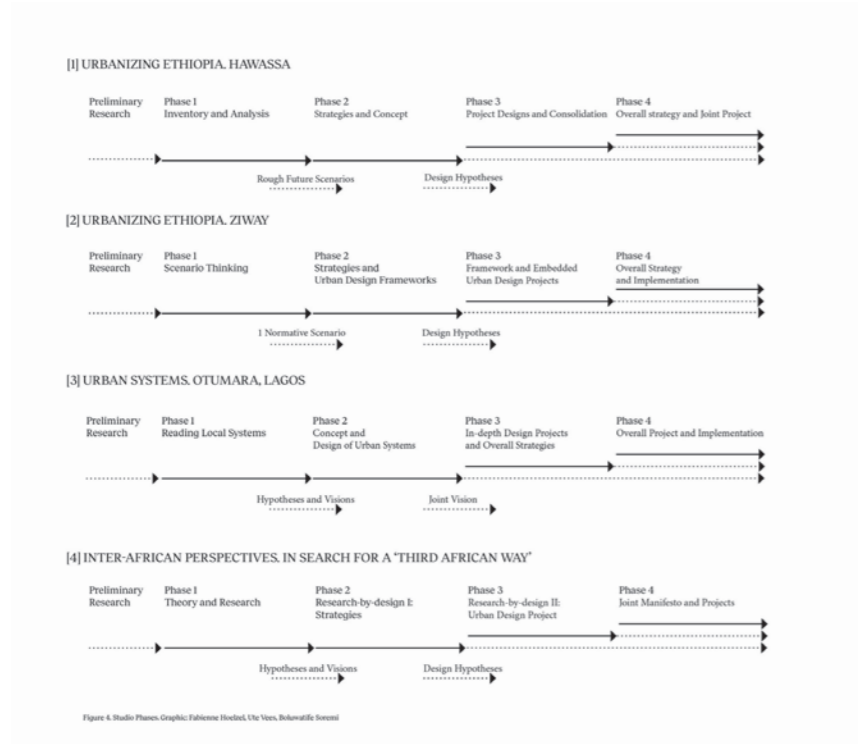 [1] URBANIZING ETHIOPIA. HAWASSA
Preliminary
Research
Phase 1
Inventory and Analysis
Phase 2
Strategies and Concept
Phase 3
Project Designs and Consolidation
Phase 4
Overall strategy and Joint Project
Rough Future Scenarios
Design Hypotheses
[2] URBANIZING ETHIOPIA. ZIWAY
Preliminary
Research
Phase 1
Scenario Thinking
Phase 2
Strategies and
Urban Design Frameworks
Phase 3
Framework and Embedded
Urban Design Projects
Phase 4
Overall Strategy
and Implementation
1 Normative Scenario
Design Hypotheses
[3] URBAN SYSTEMS. OTUMARA, LAGOS
Preliminary
Research
Phase 1
Reading Local Systems
Phase 2
Concept and
Design of Urban Systems
Phase 3
In-depth Design Projects
and Overall Strategies
Phase 4
Overall Project and Implementation
Hypotheses and Visions
Joint Vision
[4] INTER-AFRICAN PERSPECTIVES. IN SEARCH FOR A ‘THIRD AFRICAN WAY’
Preliminary
Research
Phase 1
Theory and Research
Phase 2
Research-by-design I:
Strategies
Phase 3
Research-by-design II:
Urban Design Project
Phase 4
Joint Manifesto and Projects
Hypotheses and Visions
Design Hypotheses
Figure 4. Studio Phases. Graphic: Fabienne Hoelzel, Ute Vees, Boluwatife Soremi